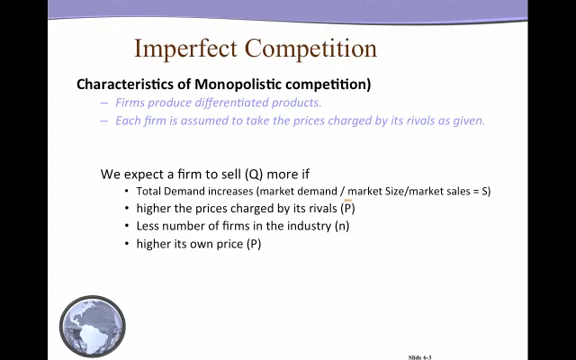 Imperfect Competition
Characteristics of Monopolistic competition)
– Firms produce differentiated products.
– Each firm is assumed to take the prices charged by its rivals as given.
We expect a firm to sell (Q) more if
• Total Demand increases (market demand / market Size/market sales = S)
• higher the prices charged by its rivals (P̅)
• Less number of firms in the industry (n)
• higher its own price (P)
Slide 6-3